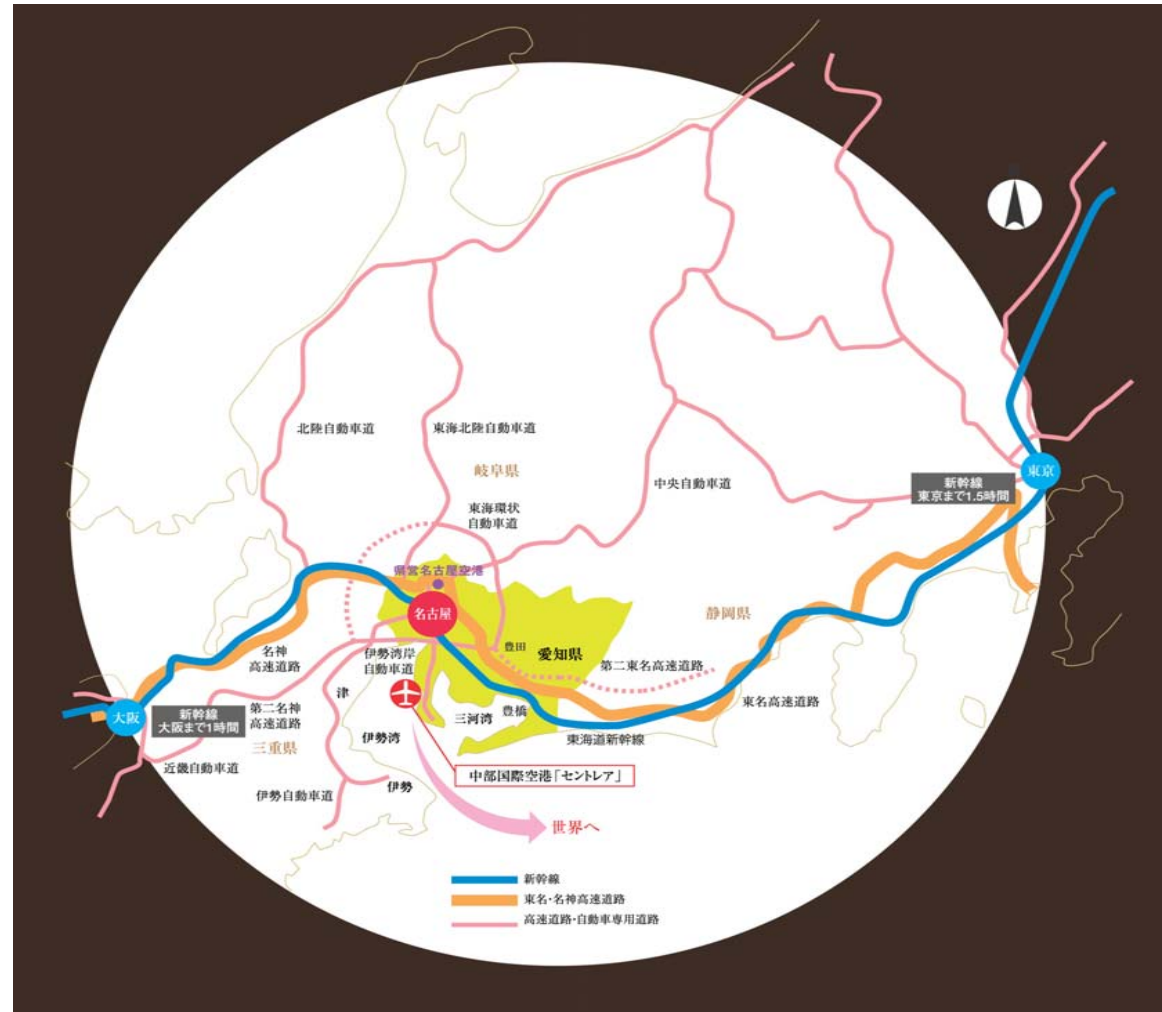 北陸自動車道
東海北陸自動車道
岐阜県
東京
中央自動車道
新幹線
東京まで1.5時間
東海環状
自動車道
県営名古屋空港
名古屋
静岡県
名神
高速道路
伊勢湾岸
自動車道
豊田
愛知県
第二東名高速道路
津
大阪
新幹線
大阪まで1時間
第二名神
高速道路
三河湾
豊橋
東名高速道路
伊勢湾
東海道新幹線
三重県
近畿自動車道
中部国際空港「セントレア」
伊勢自動車道
伊勢
世界へ
新幹線
東名・名神高速道路
高速道路・自動車専用道路